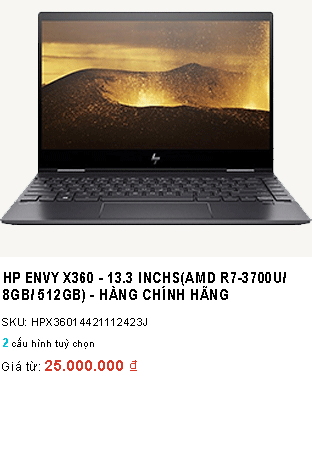 HP ENVY X360 - 13.3 INCHS(AMD R7-3700U/
8GB/ 512GB) - HÀNG CHÍNH HÃNG
SKU: HPX36014421112423J
2 cấu hình tuỳ chọn
Giá từ: 25.000.000 ₫